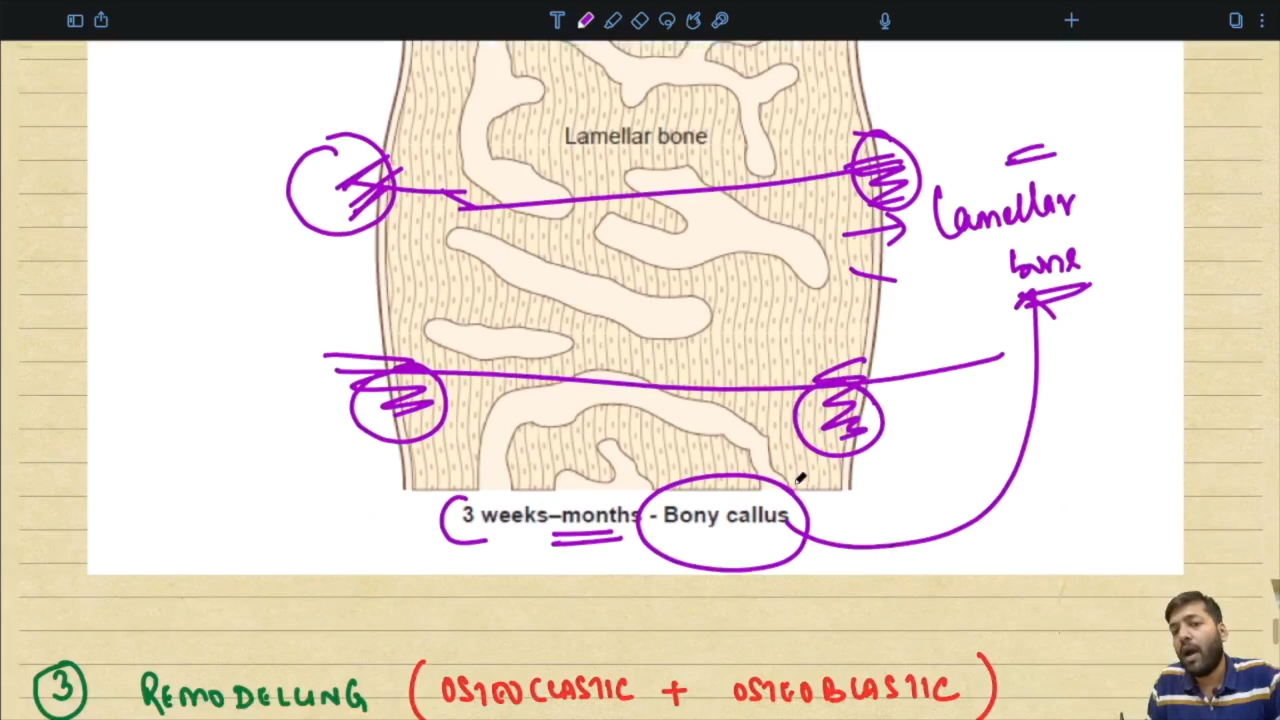 Lamellar bone
Lamellar
bone
3 weeks–months - Bony callus
3 REMODELLING (OSTEOCLASTIC + OSTEOBLASTIC)